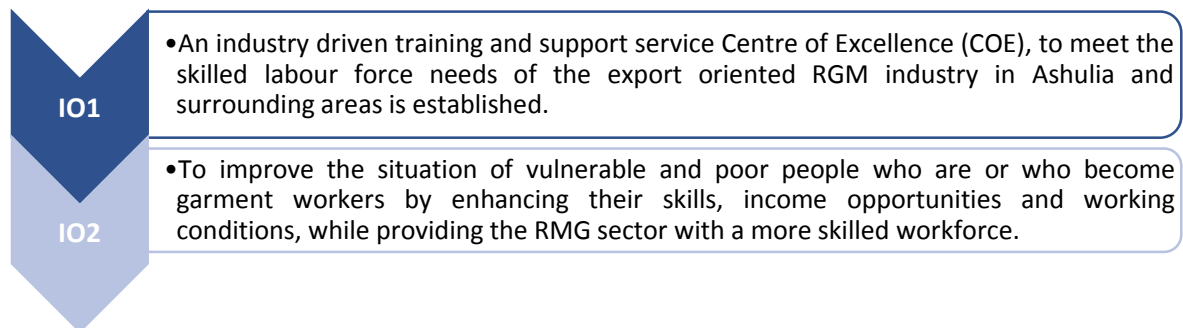 IO1
•An industry driven training and support service Centre of Excellence (COE), to meet the
skilled labour force needs of the export oriented RGM industry in Ashulia and
surrounding areas is established.
IO2
•To improve the situation of vulnerable and poor people who are or who become
garment workers by enhancing their skills, income opportunities and working
conditions, while providing the RMG sector with a more skilled workforce.